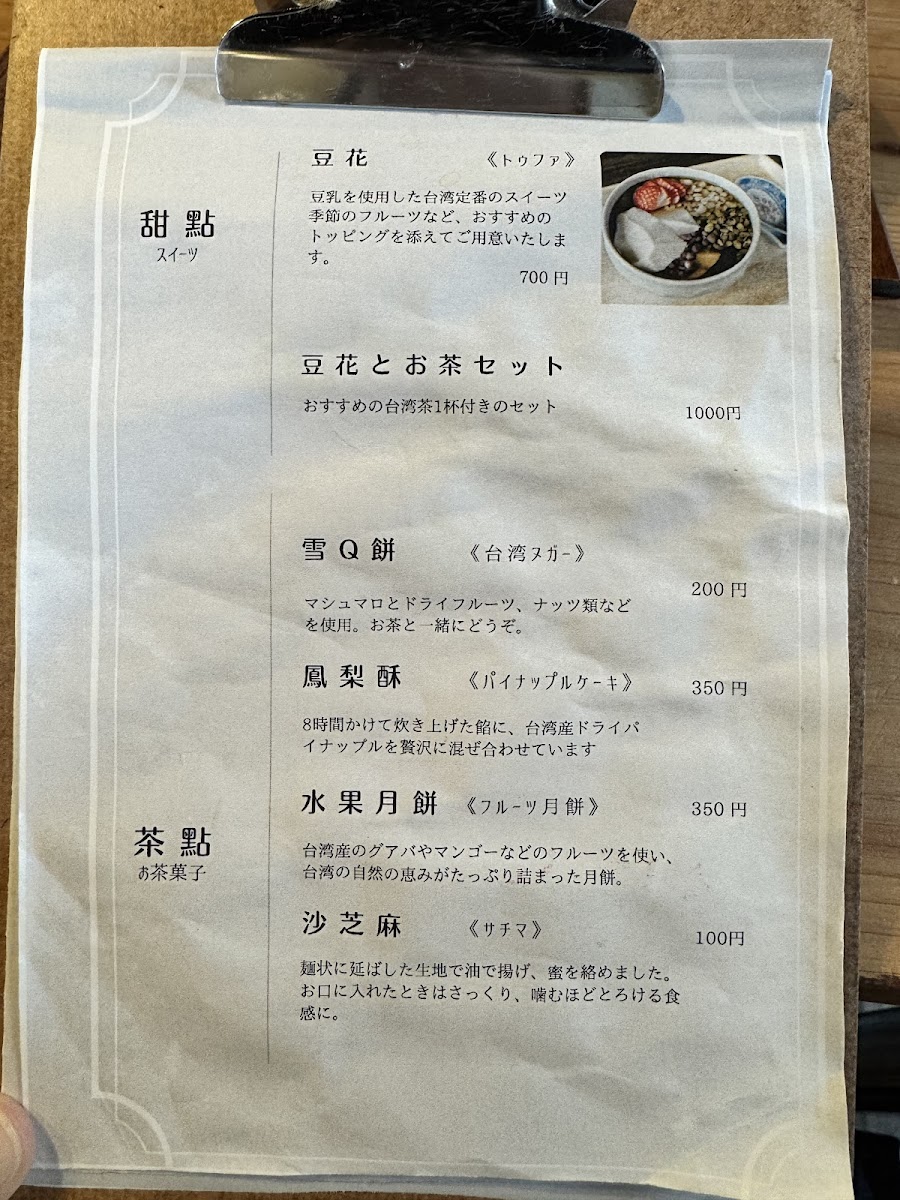 甜點
スイーツ
豆花 《トゥファ》
豆乳を使用した台湾定番のスイーツ
季節のフルーツなど、おすすめの
トッピングを添えてご用意いたしま
す。
700 円
豆花とお茶セット
おすすめの台湾茶1杯付きのセット
1000円
茶點
お茶菓子
雪Q餅 《台湾ヌガー》
200 円
マシュマロとドライフルーツ、ナッツ類など
を使用。お茶と一緒にどうぞ。
鳳梨酥 《パイナップルケーキ》 350 円
8時間かけて炊き上げた餡に、台湾産ドライパ
イナップルを贅沢に混ぜ合わせています
水果月餅 《フルーツ月餅》 350 円
台湾産のグアバやマンゴーなどのフルーツを使い、
台湾の自然の恵みがたっぷり詰まった月餅。
沙芝麻 《サチマ》 100円
麺状に延ばした生地で油で揚げ、蜜を絡めました。
お口に入れたときはさっくり、噛むほどとろける食
感に。